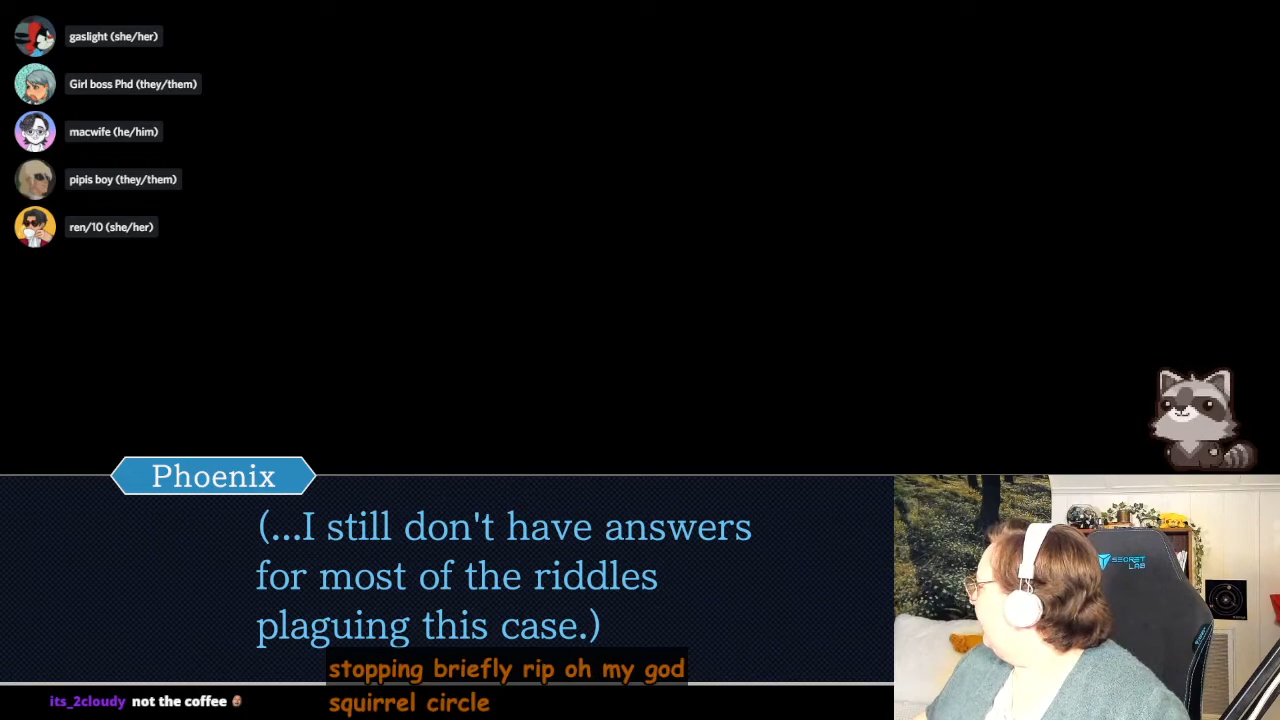 gaslight (she/her)
Girl boss Phd (they/them)
macwife (he/him)
pipis boy (they/them)
ren/10 (she/her)
Phoenix
(...I still don't have answers
for most of the riddles
plaguing this case.)
stopping briefly rip oh my god
squirrel circle
its_2cloudy not the coffee
SECRET
LAB